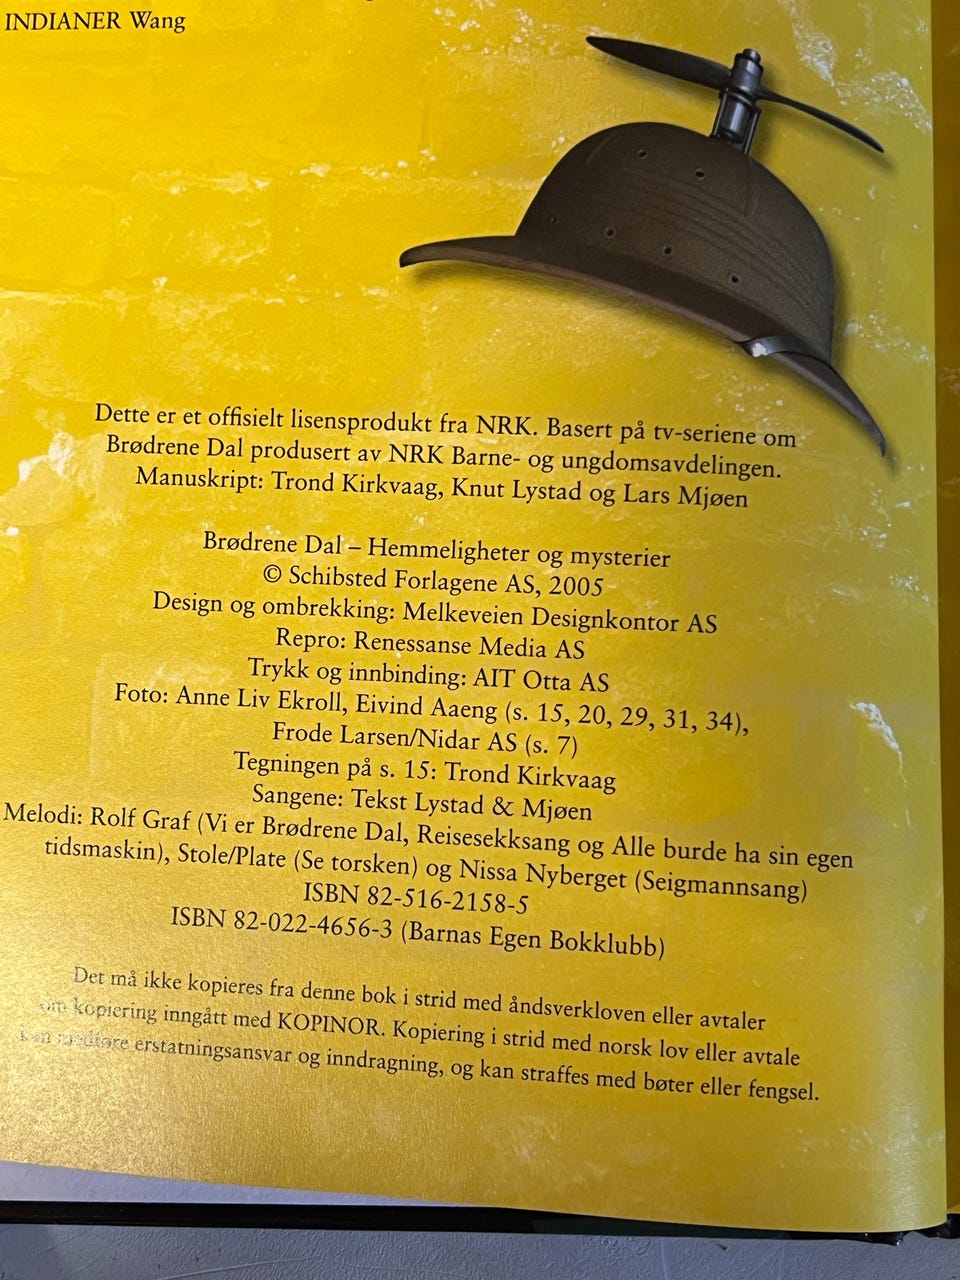 INDIANER Wang
Dette er et offisielt lisensprodukt fra NRK. Basert på tv-seriene om
Brødrene Dal produsert av NRK Barne- og ungdomsavdelingen.
Manuskript: Trond Kirkvaag, Knut Lystad og Lars Mjøen
Brødrene Dal – Hemmeligheter og mysterier
© Schibsted Forlagene AS, 2005
Design og ombrekking: Melkeveien Designkontor AS
Repro: Renessanse Media AS
Trykk og innbinding: AIT Otta AS
Foto: Anne Liv Ekroll, Eivind Aaeng (s. 15, 20, 29, 31, 34),
Frode Larsen/Nidar AS (s. 7)
Tegningen på s. 15: Trond Kirkvaag
Sangene: Tekst Lystad & Mjøen
Melodi: Rolf Graf (Vi er Brødrene Dal, Reisesekksang og Alle burde ha sin egen
tidsmaskin), Stole/Plate (Se torsken) og Nissa Nyberget (Seigmannsang)
ISBN 82-516-2158-5
ISBN 82-022-4656-3 (Barnas Egen Bokklubb)
Det må ikke kopieres fra denne bok i strid med åndsverkloven eller avtaler
om kopiering inngått med KOPINOR. Kopiering i strid med norsk lov eller avtale
kan medføre erstatningsansvar og inndragning, og kan straffes med bøter eller fengsel.